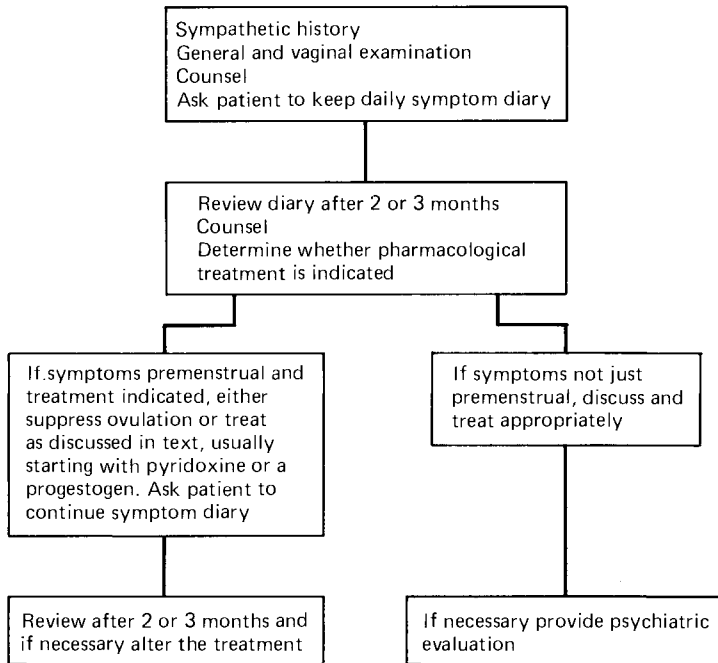 Sympathetic history
General and vaginal examination
Counsel
Ask patient to keep daily symptom diary
Review diary after 2 or 3 months
Counsel
Determine whether pharmacological
treatment is indicated
If.symptoms premenstrual and
treatment indicated, either
suppress ovulation or treat
as discussed in text, usually
starting with pyridoxine or a
progestogen. Ask patient to
continue symptom diary
If symptoms not just
premenstrual, discuss and
treat appropriately
Review after 2 or 3 months and
if necessary alter the treatment
If necessary provide psychiatric
evaluation